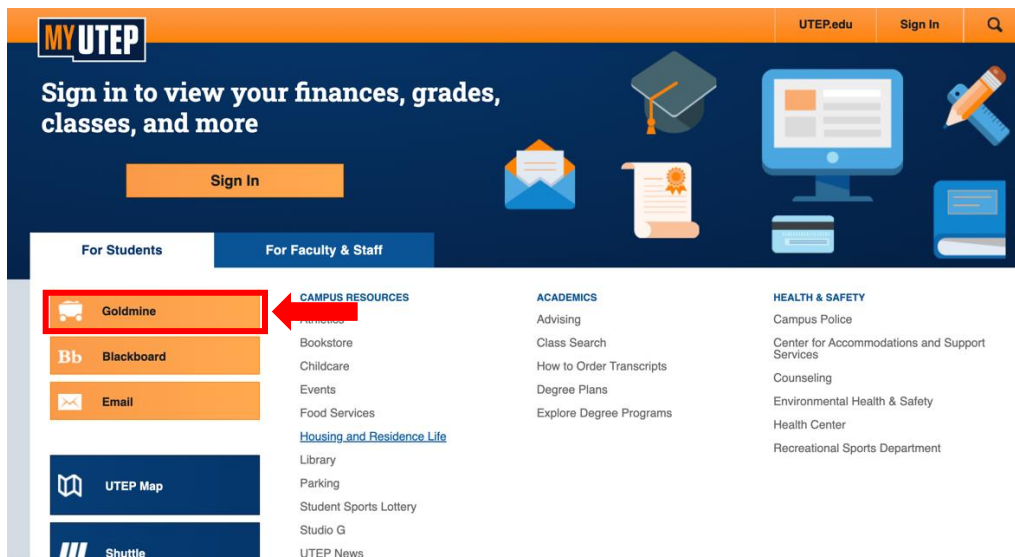 MY UTEP
UTEP.edu
Sign In
Sign in to view your finances, grades,
classes, and more
Sign In
For Students
For Faculty & Staff
Goldmine
Bb Blackboard
Email
UTEP Map
Shuttle
CAMPUS RESOURCES
Athletics
Bookstore
Childcare
Events
Food Services
Housing and Residence Life
Library
Parking
Student Sports Lottery
Studio G
UTEP News
ACADEMICS
Advising
Class Search
How to Order Transcripts
Degree Plans
Explore Degree Programs
HEALTH & SAFETY
Campus Police
Center for Accommodations and Support
Services
Counseling
Environmental Health & Safety
Health Center
Recreational Sports Department